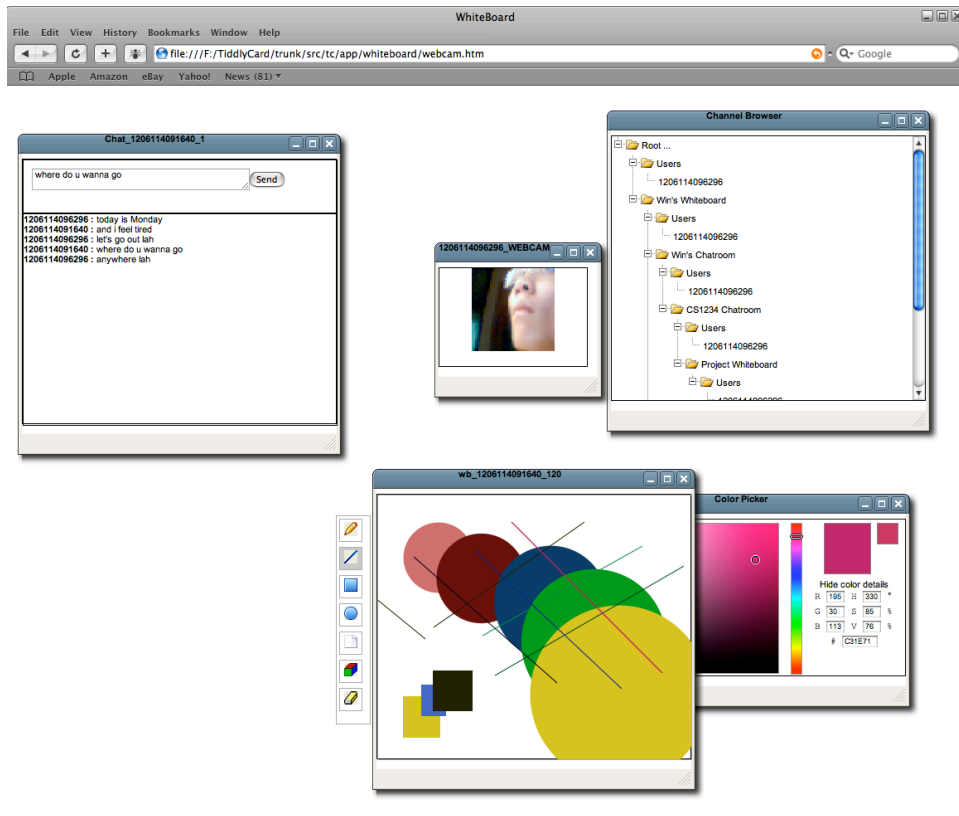 WhiteBoard
File Edit View History Bookmarks Window Help
file:///F:/TiddlyCard/trunk/src/tc/app/whiteboard/webcam.htm
Google
Apple Amazon eBay Yahoo! News (81)
Chat_1206114091640_1
where do u wanna go
Send
1206114096296 : today is Monday
1206114091640 : and i feel tired
1206114096296 : let's go out lah
1206114091640 : where do u wanna go
1206114096296 : anywhere lah
1206114096296_WEBCAM
Channel Browser
Root ...
Users
1206114096296
Win's Whiteboard
Users
1206114096296
Win's Chatroom
Users
1206114096296
CS1234 Chatroom
Users
1206114096296
Project Whiteboard
Users
1206114096296
wb_1206114091640_120
Color Picker
Hide color details
R 195 H 330 °
G 30 S 85 %
B 113 V 76 %
# C31E71